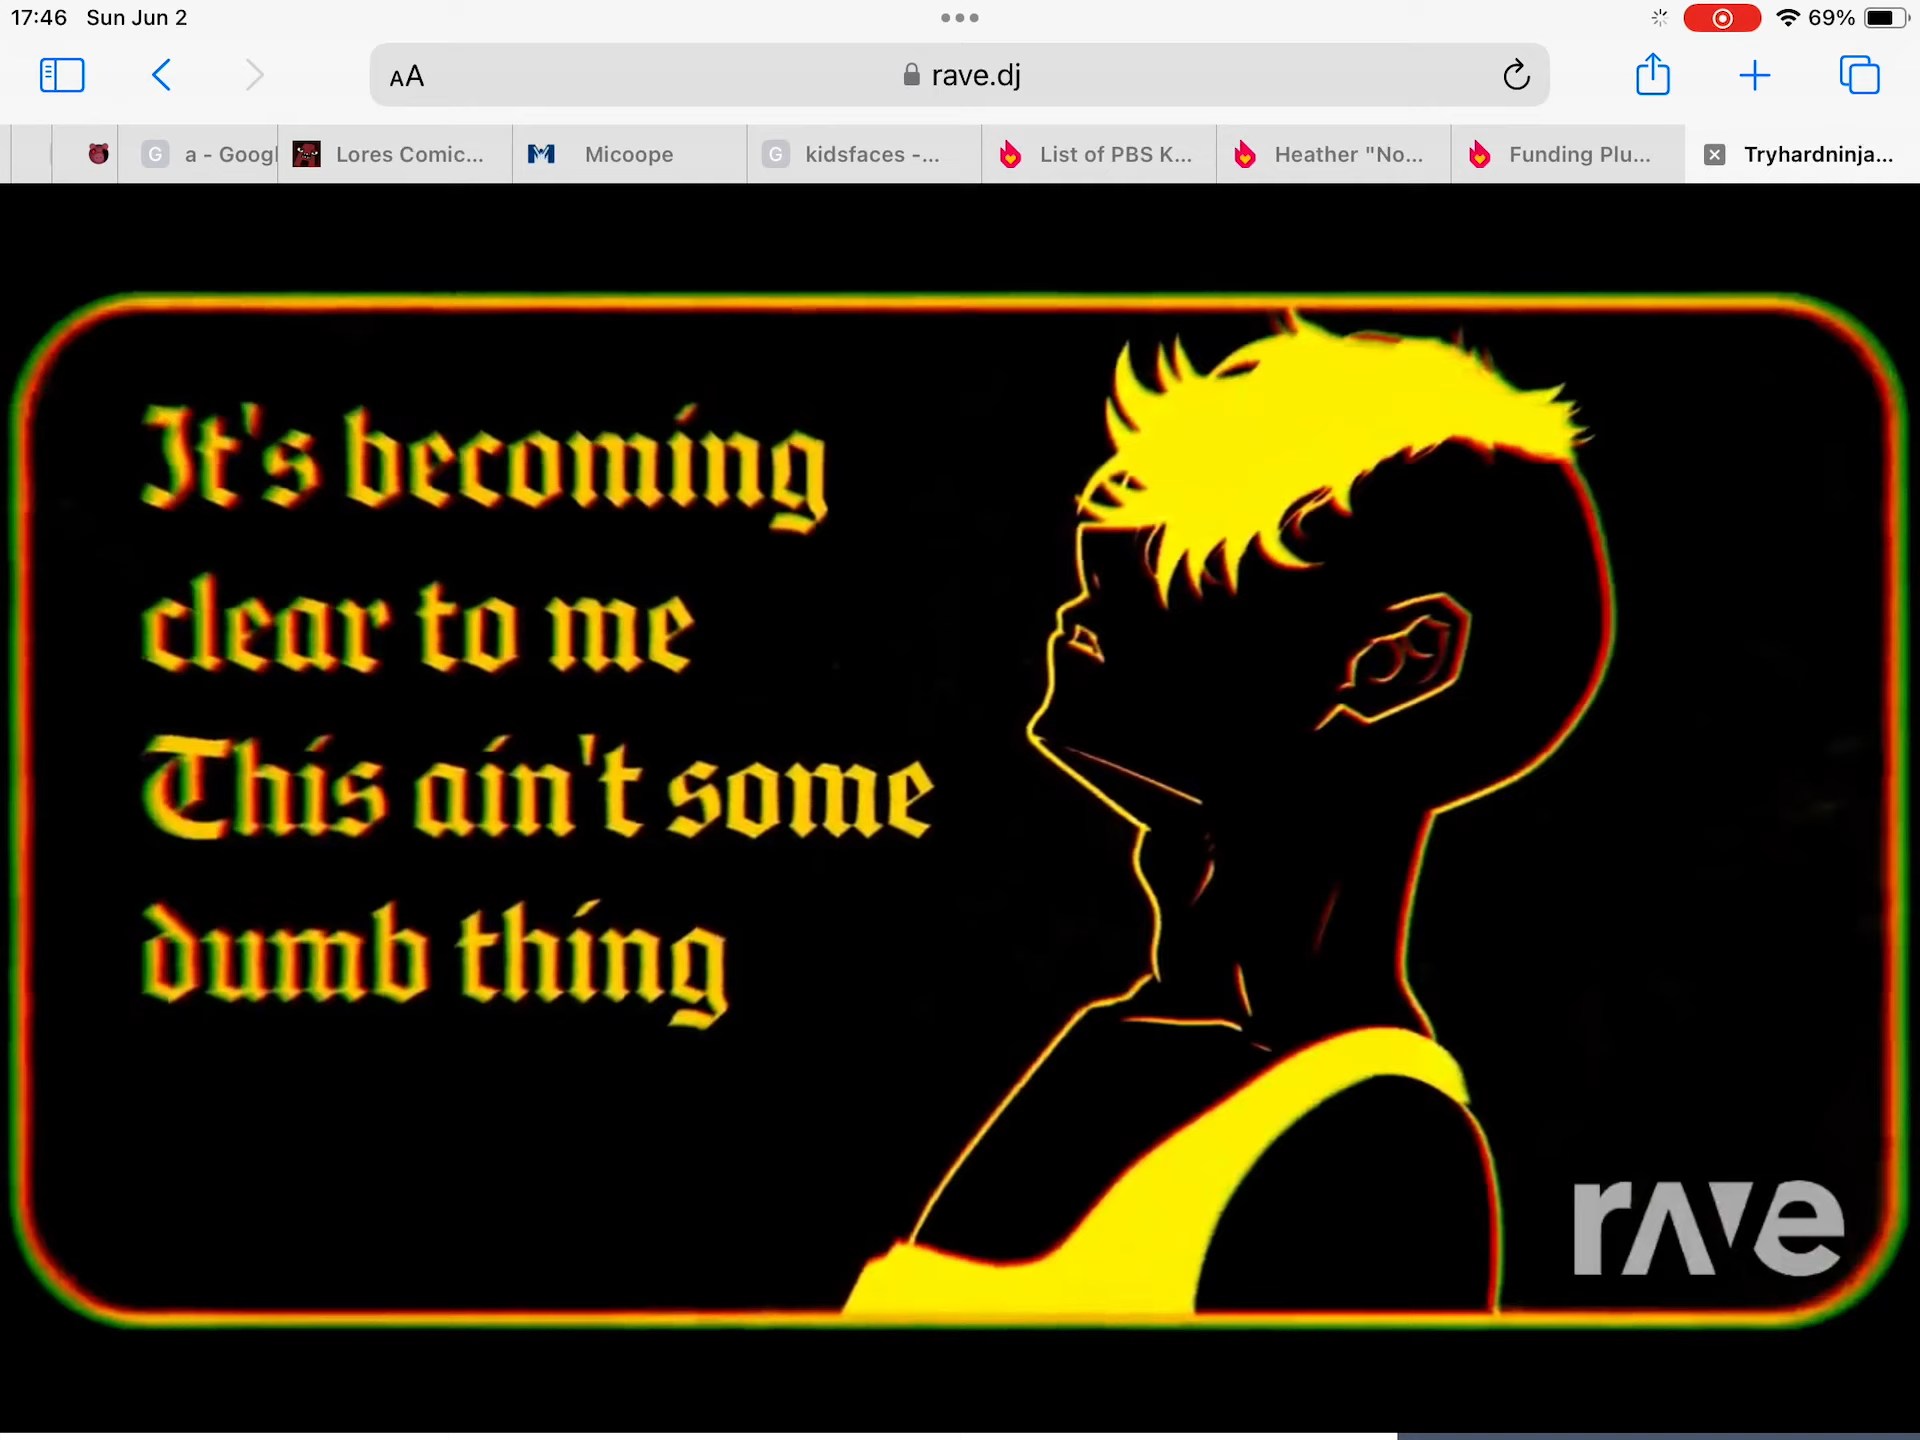 17:46 Sun Jun 2
69%
AA
rave.dj
G a - Googl
Lores Comic...
Micoope
G kidsfaces -...
List of PBS K...
Heather "No...
Funding Plu...
Tryhardninja...
It's becoming
clear to me
This ain't some
dumb thing
rave